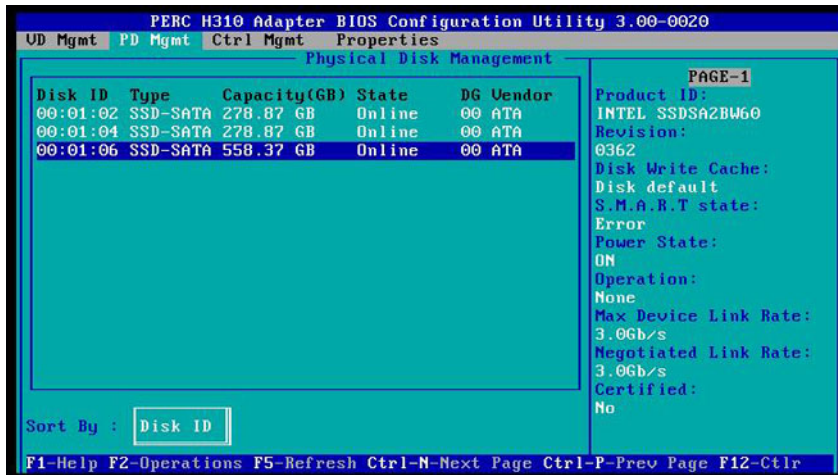 PERC H310 Adapter BIOS Configuration Utility 3.00-0020
VD Mgmt PD Mgmt Ctrl Mgmt Properties
Physical Disk Management
Disk ID Type Capacity(GB) State DG Vendor
00:01:02 SSD-SATA 278.87 GB Online 00 ATA
00:01:04 SSD-SATA 278.87 GB Online 00 ATA
00:01:06 SSD-SATA 558.37 GB Online 00 ATA
Sort By : Disk ID
PAGE-1
Product ID:
INTEL SSDSA2BW60
Revision:
0362
Disk Write Cache:
Disk default
S.M.A.R.T state:
Error
Power State:
ON
Operation:
None
Max Device Link Rate:
3.0Gb/s
Negotiated Link Rate:
3.0Gb/s
Certified:
No
F1-Help F2-Operations F5-Refresh Ctrl-N-Next Page Ctrl-P-Prev Page F12-Ctlr